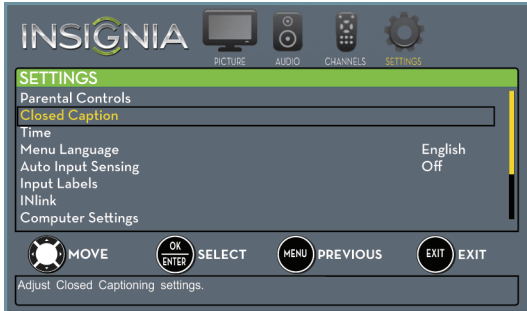 INSIGNIA
PICTURE AUDIO CHANNELS SETTINGS
SETTINGS
Parental Controls
Closed Caption
Time
Menu Language English
Auto Input Sensing Off
Input Labels
INlink
Computer Settings
MOVE OK ENTER SELECT MENU PREVIOUS EXIT EXIT
Adjust Closed Captioning settings.